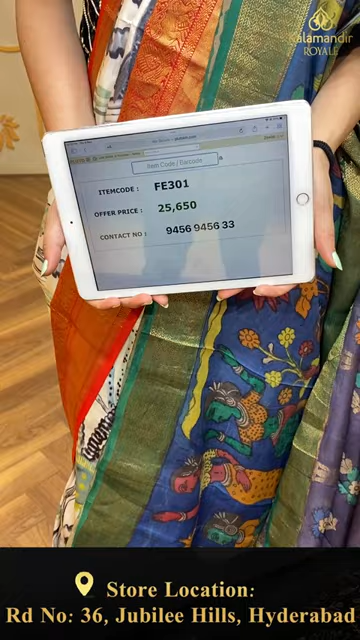 Kalamandir
ROYALE
Item Code / Barcode
ITEMCODE : FE301
OFFER PRICE : 25,650
CONTACT NO : 9456 9456 33
Store Location:
Rd No: 36, Jubilee Hills, Hyderabad